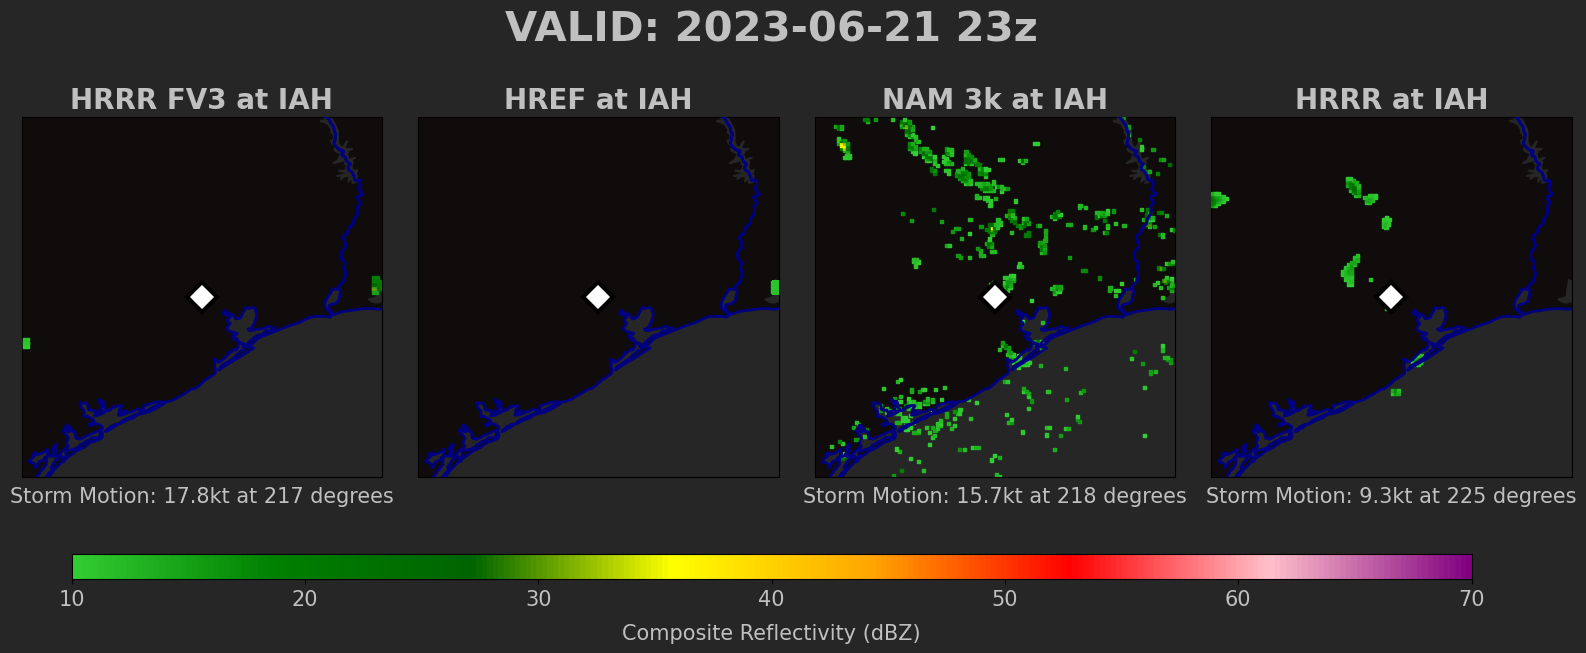 VALID: 2023-06-21 23z
HRRR FV3 at IAH
HREF at IAH
NAM 3k at IAH
HRRR at IAH
Storm Motion: 17.8kt at 217 degrees
Storm Motion: 15.7kt at 218 degrees
Storm Motion: 9.3kt at 225 degrees
10 20 30 40 50 60 70
Composite Reflectivity (dBZ)